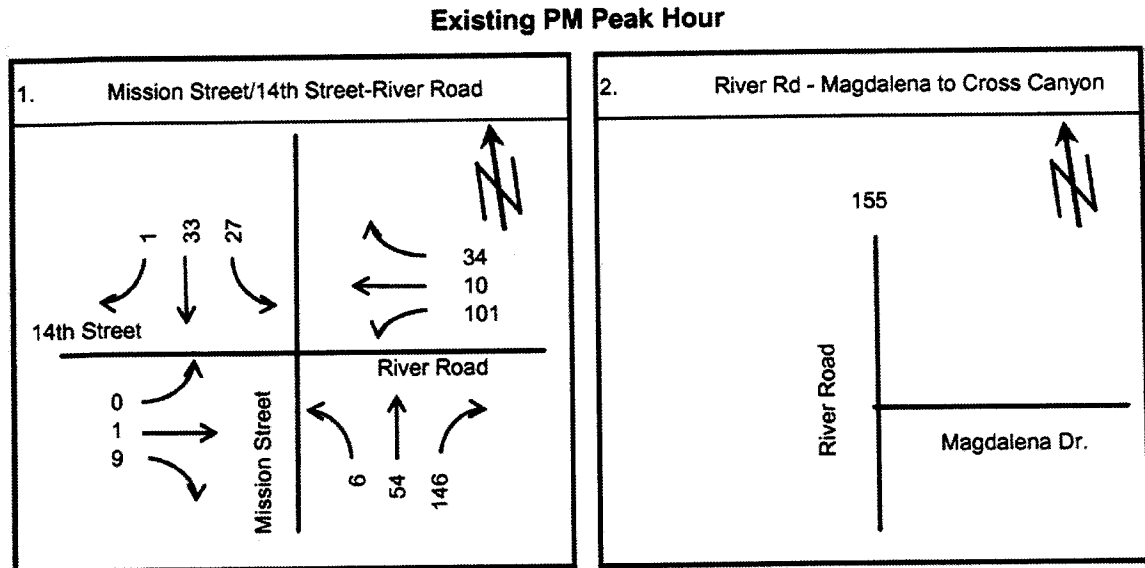 Existing PM Peak Hour
1. Mission Street/14th Street-River Road
1 33 27
34
10
101
14th Street
River Road
0
1
9
Mission Street
6 54 146
N
2. River Rd - Magdalena to Cross Canyon
155
River Road
Magdalena Dr.
N